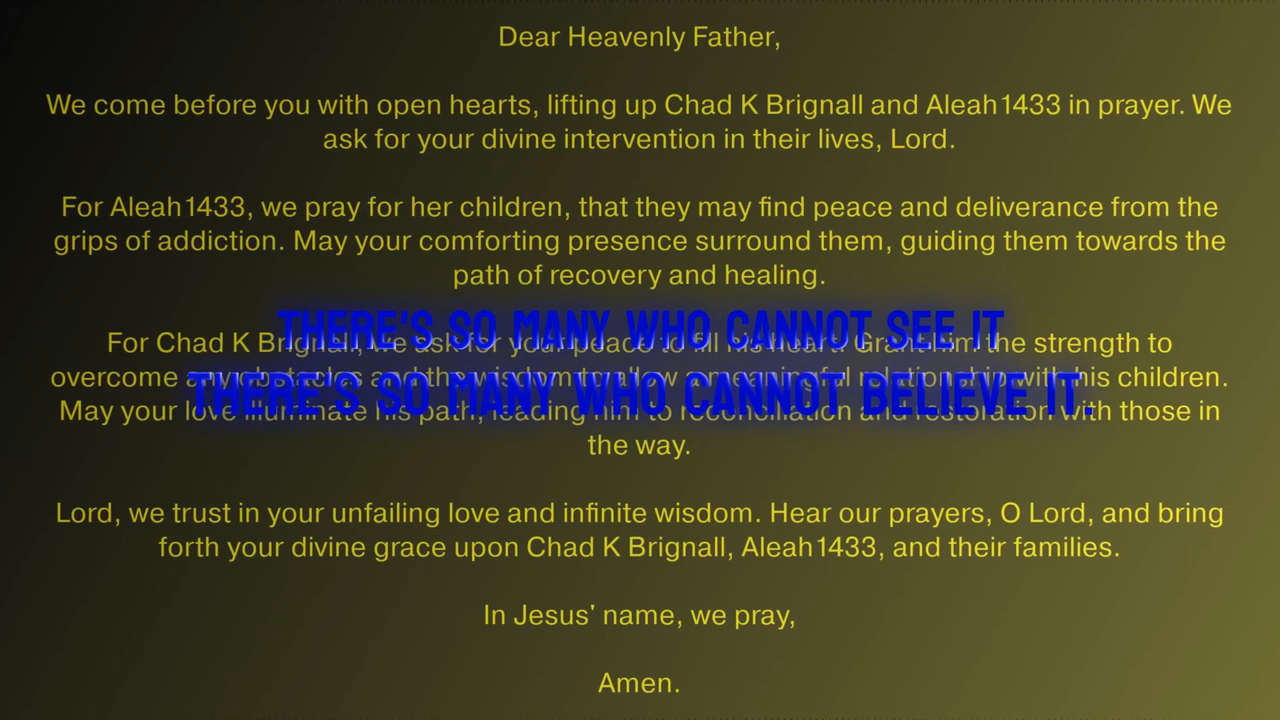 Dear Heavenly Father,
We come before you with open hearts, lifting up Chad K Brignall and Aleah1433 in prayer. We
ask for your divine intervention in their lives, Lord.
For Aleah1433, we pray for her children, that they may find peace and deliverance from the
grips of addiction. May your comforting presence surround them, guiding them towards the
path of recovery and healing.
THERE'S SO MANY WHO CANNOT SEE IT
For Chad K Brignall, we ask for your peace to fill his heart. Grant him the strength to
overcome any obstacles and the wisdom to allow a meaningful relationship with his children.
THERE'S SO MANY WHO CANNOT BELIEVE IT.
May your love illuminate his path, leading him to reconciliation and restoration with those in
the way.
Lord, we trust in your unfailing love and infinite wisdom. Hear our prayers, O Lord, and bring
forth your divine grace upon Chad K Brignall, Aleah1433, and their families.
In Jesus' name, we pray,
Amen.